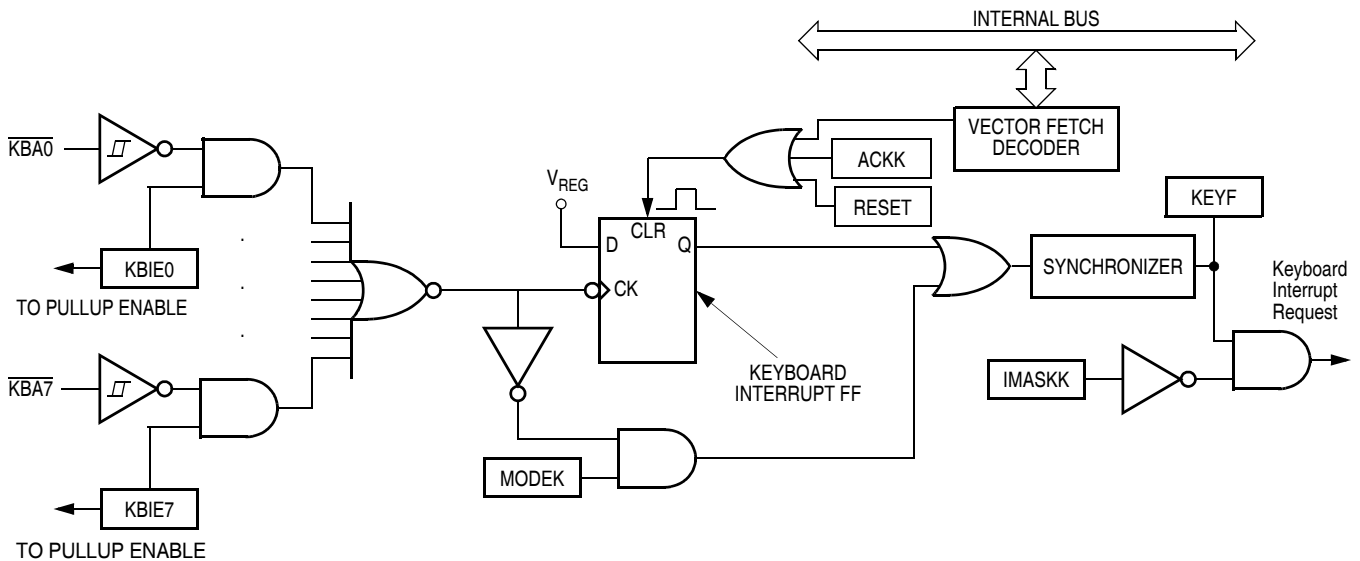 INTERNAL BUS
VECTOR FETCH
DECODER
KBA0
ACKK
VREG
RESET
KEYF
CLR
D
Q
KBIE0
TO PULLUP ENABLE
CK
SYNCHRONIZER
Keyboard
Interrupt
Request
KBA7
KEYBOARD
INTERRUPT FF
IMASKK
MODEK
KBIE7
TO PULLUP ENABLE